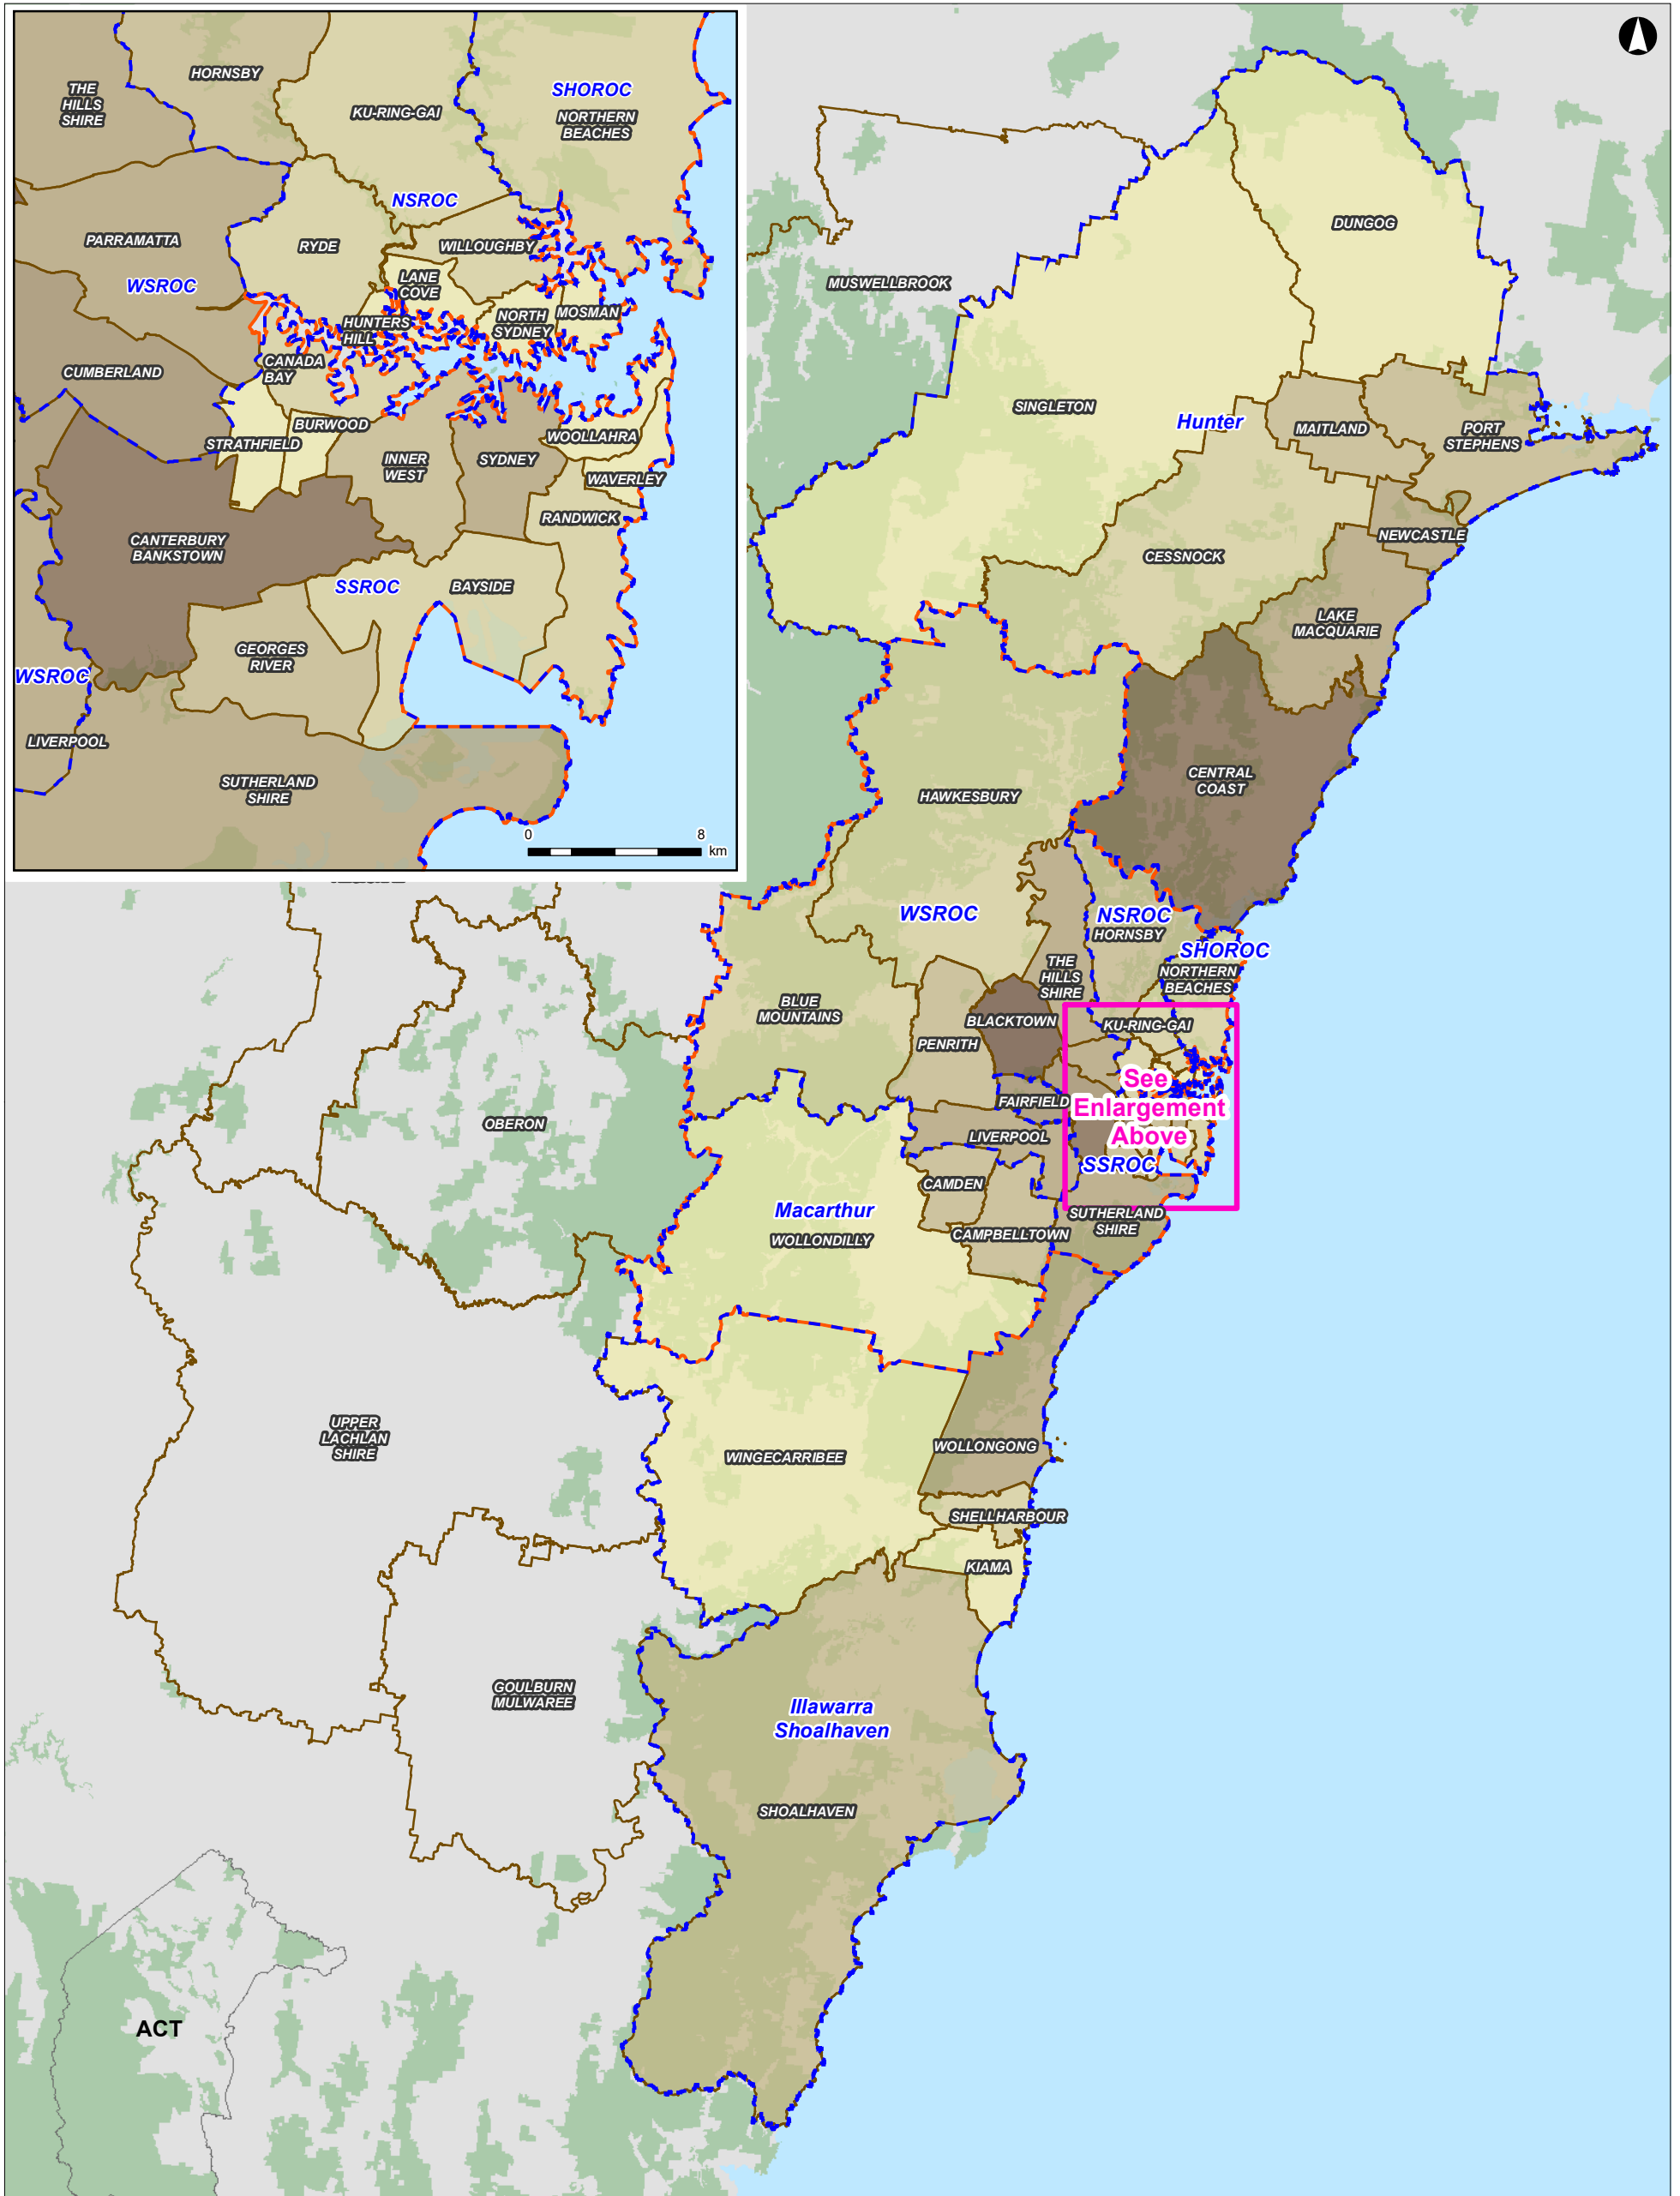 THE
HILLS
SHIRE
HORNSBY
KU-RING-GAI
SHOROC
NORTHERN
BEACHES
NSROC
PARRAMATTA
RYDE
WILLOUGHBY
WSROC
LANE
COVE
HUNTERS
HILL
NORTH
SYDNEY
MOSMAN
CANADA
BAY
CUMBERLAND
BURWOOD
STRATHFIELD
INNER
WEST
SYDNEY
WOOLLAHRA
WAVERLEY
RANDWICK
CANTERBURY
BANKSTOWN
SSROC
BAYSIDE
GEORGES
RIVER
WSROC
LIVERPOOL
SUTHERLAND
SHIRE
0
8
km
MUSWELLBROOK
DUNGOG
SINGLETON
Hunter
MAITLAND
PORT
STEPHENS
NEWCASTLE
CESSNOCK
LAKE
MACQUARIE
CENTRAL
COAST
HAWKESBURY
WSROC
NSROC
HORNSBY
SHOROC
THE
HILLS
SHIRE
NORTHERN
BEACHES
BLUE
MOUNTAINS
PENRITH
BLACKTOWN
KU-RING-GAI
See
Enlargement
Above
FAIRFIELD
LIVERPOOL
SSROC
CAMDEN
CAMPBELLTOWN
SUTHERLAND
SHIRE
OBERON
Macarthur
WOLLONDILLY
UPPER
LACHLAN
SHIRE
WINGECARRIBEE
WOLLONGONG
SHELLHARBOUR
KIAMA
GOULBURN
MULWAREE
Illawarra
Shoalhaven
SHOALHAVEN
ACT